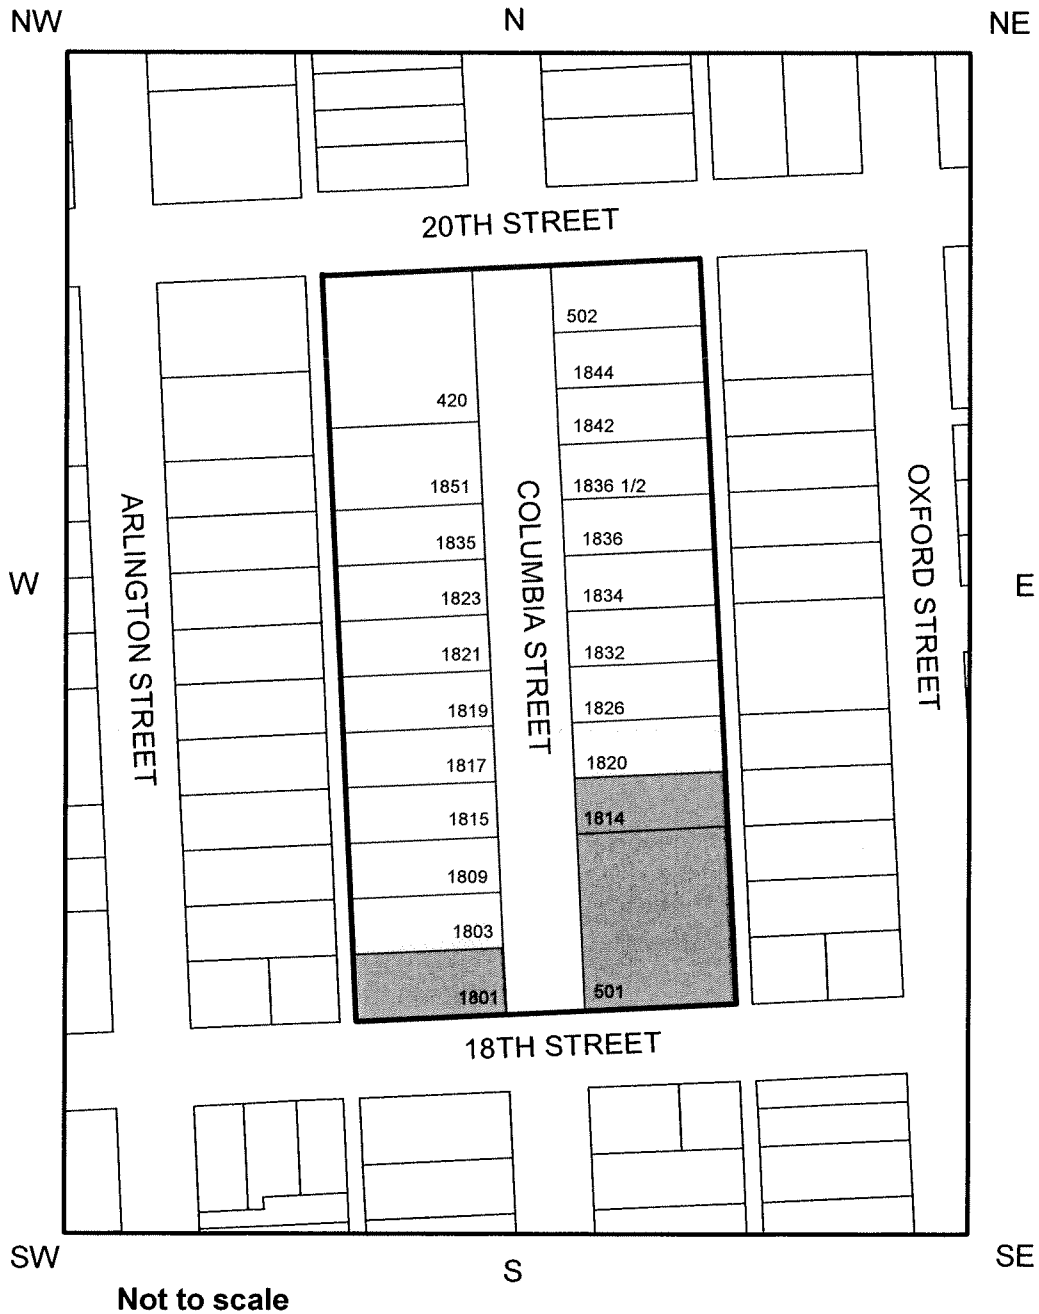 NW N NE
20TH STREET
502
1844
420
1842
1851
1836 1/2
1835
1836
1823
1834
1821
1832
1819
1826
1817
1820
1815
1814
1809
1803
1801
501
ARLINGTON STREET
COLUMBIA STREET
OXFORD STREET
W
E
18TH STREET
SW S SE
Not to scale